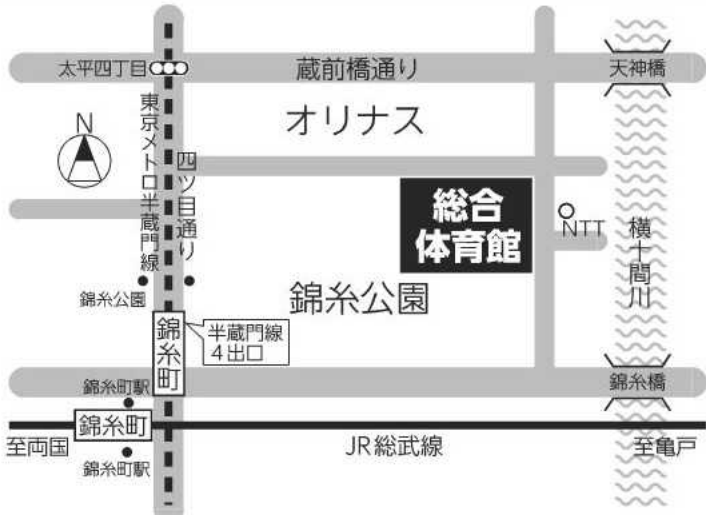 太平四丁目
蔵前橋通り
天神橋
オリナス
N
東京メトロ半蔵門線
四ツ目通り
総合
体育館
NTT
横十間川
錦糸公園
錦糸公園
錦糸町
半蔵門線
4出口
錦糸町駅
錦糸橋
錦糸町
至両国
JR総武線
至亀戸
錦糸町駅